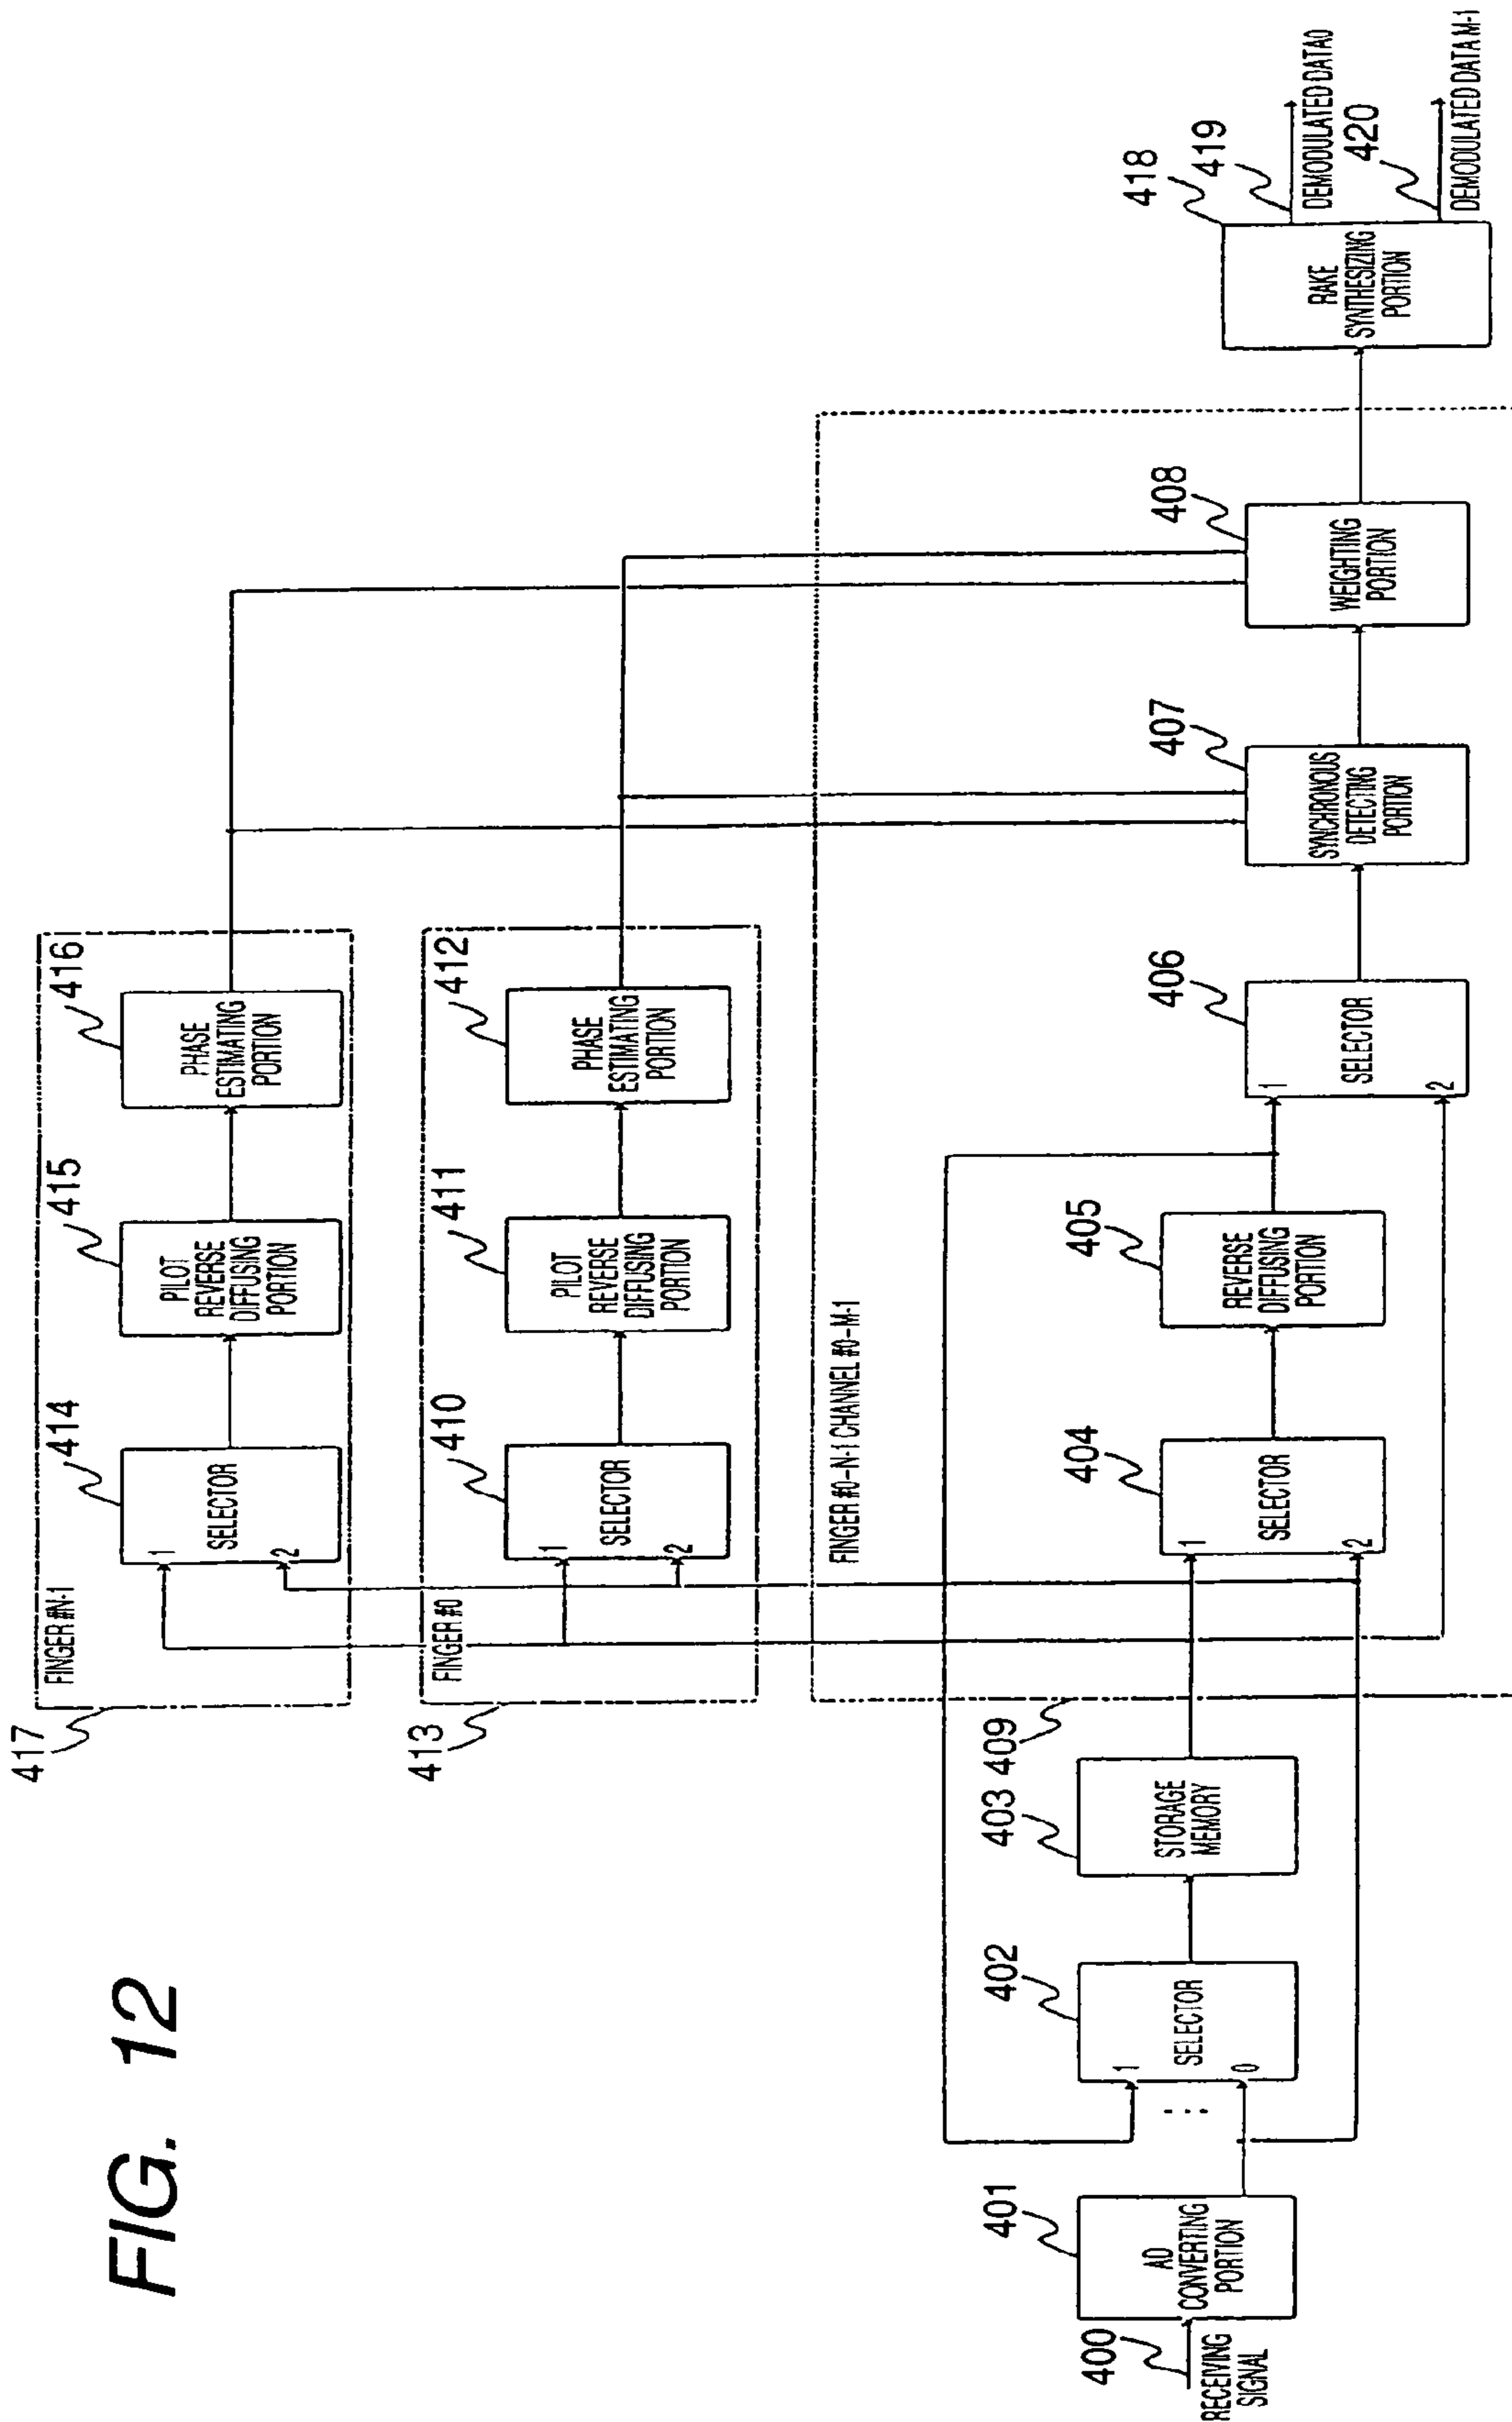 FIG. 12
417
FINGER #N-1
414
SELECTOR
1
2
415
PILOT
REVERSE
DIFFUSING
PORTION
416
PHASE
ESTIMATING
PORTION
413
FINGER #0
410
SELECTOR
1
2
411
PILOT
REVERSE
DIFFUSING
PORTION
412
PHASE
ESTIMATING
PORTION
FINGER #0-N-1 CHANNEL #0-M-1
409
400
RECEIVING
SIGNAL
401
AD
CONVERTING
PORTION
402
SELECTOR
1
0
403
STORAGE
MEMORY
404
SELECTOR
1
2
405
REVERSE
DIFFUSING
PORTION
406
SELECTOR
1
2
407
SYNCHRONOUS
DETECTING
PORTION
408
WEIGHTING
PORTION
418
RAKE
SYNTHESIZING
PORTION
419
DEMODULATED DATA0
420
DEMODULATED DATA M-1